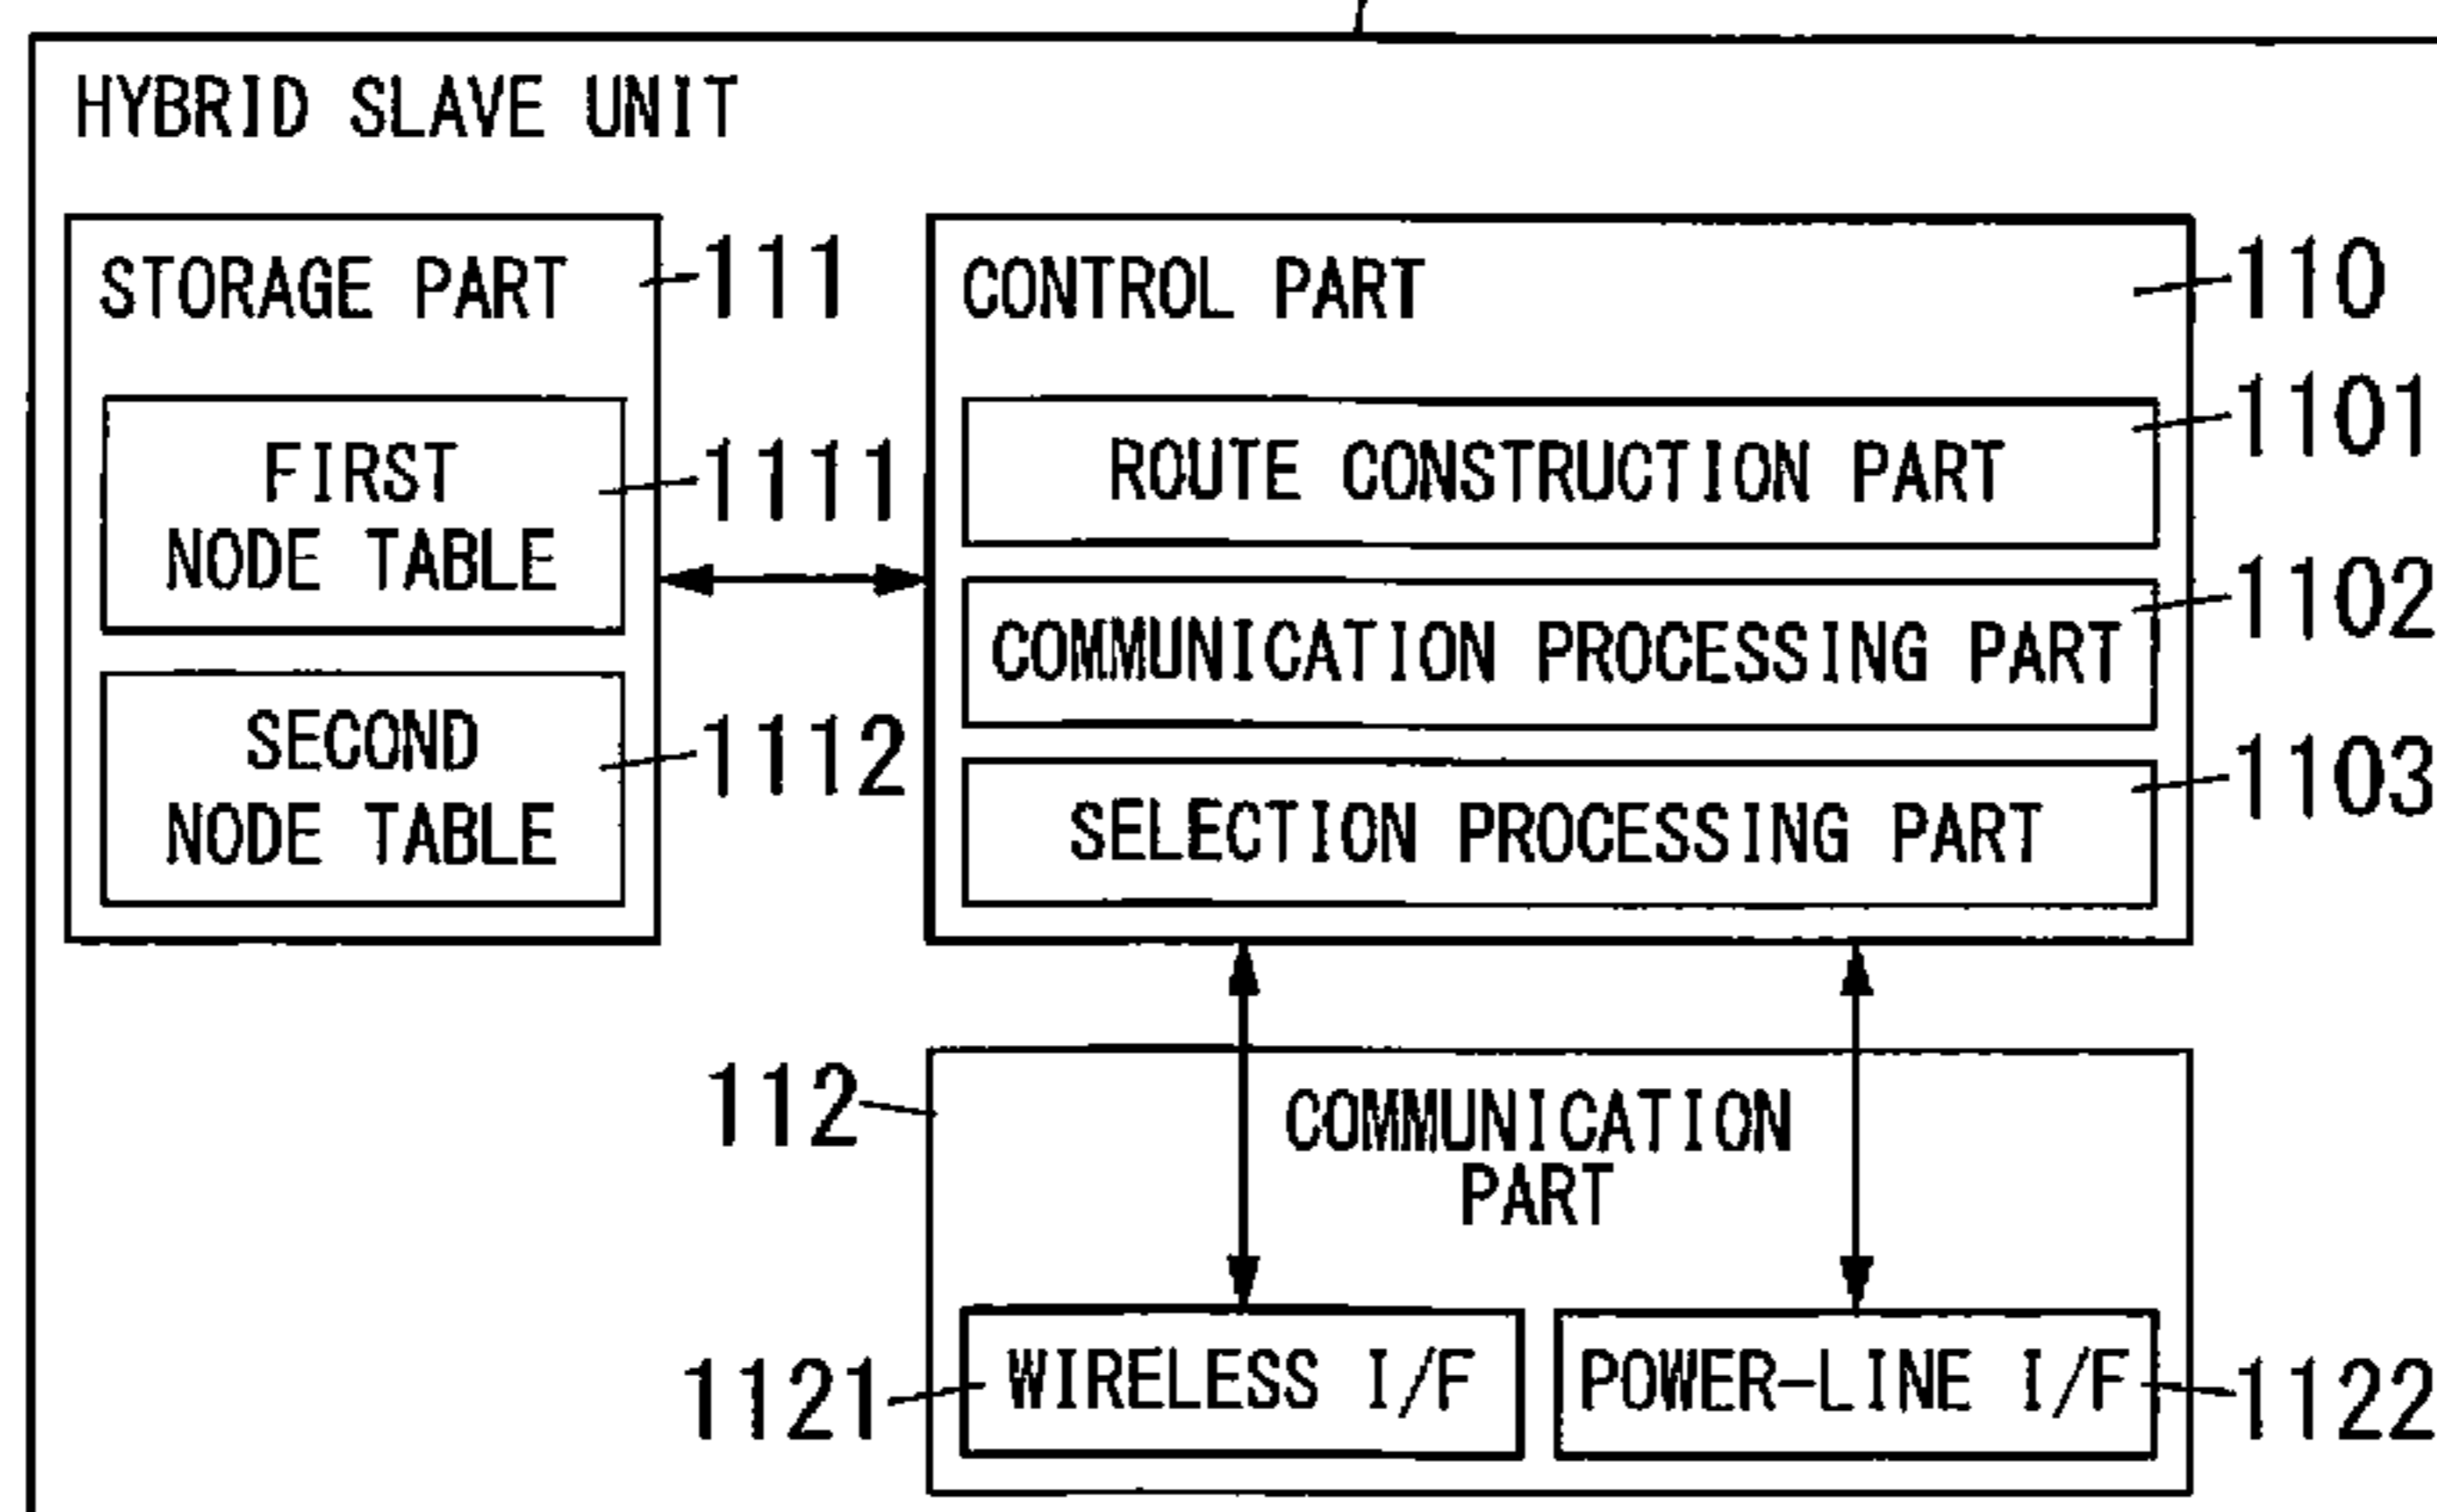 HYBRID SLAVE UNIT
STORAGE PART
111
FIRST
NODE TABLE
1111
SECOND
NODE TABLE
1112
CONTROL PART
110
ROUTE CONSTRUCTION PART
1101
COMMUNICATION PROCESSING PART
1102
SELECTION PROCESSING PART
1103
112
COMMUNICATION
PART
1121
WIRELESS I/F
POWER-LINE I/F
1122